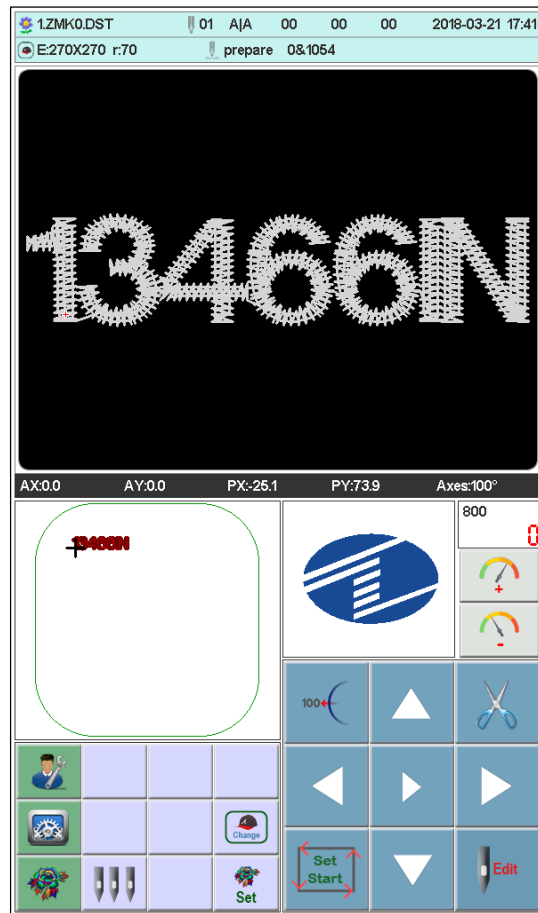 1.ZMK0.DST 01 A|A 00 00 00 2018-03-21 17:41
E:270X270 r:70 prepare 0&1054
13466IN
AX:0.0 AY:0.0 PX:-25.1 PY:73.9 Axes:100°
13466IN
800
0
+
-
100
Change
Set
Set
Start
Edit